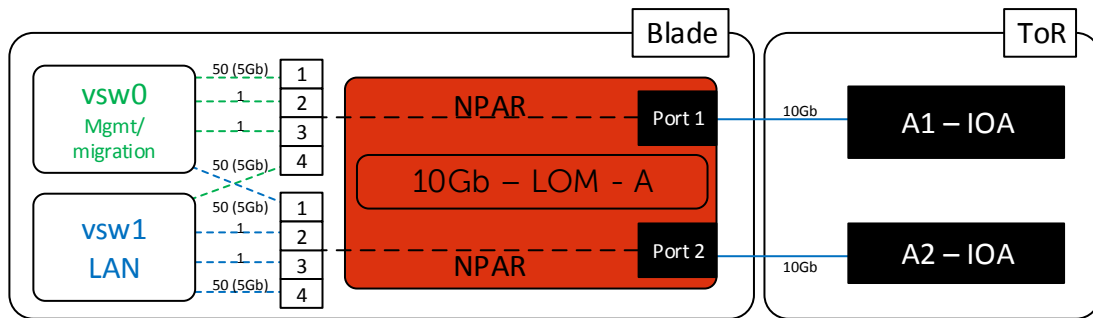 Blade
ToR
vsw0
Mgmt/
migration
50 (5Gb)
1
1
50 (5Gb)
1
2
3
4
NPAR
Port 1
10Gb
A1 – IOA
10Gb – LOM - A
vsw1
LAN
50 (5Gb)
1
1
50 (5Gb)
1
2
3
4
NPAR
Port 2
10Gb
A2 – IOA